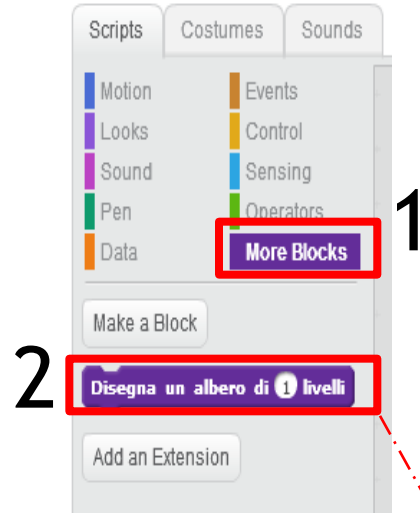 Scripts Costumes Sounds
Motion Events
Looks Control
Sound Sensing
Pen Operators
Data More Blocks
1
Make a Block
2
Disegna un albero di 1 livelli
Add an Extension